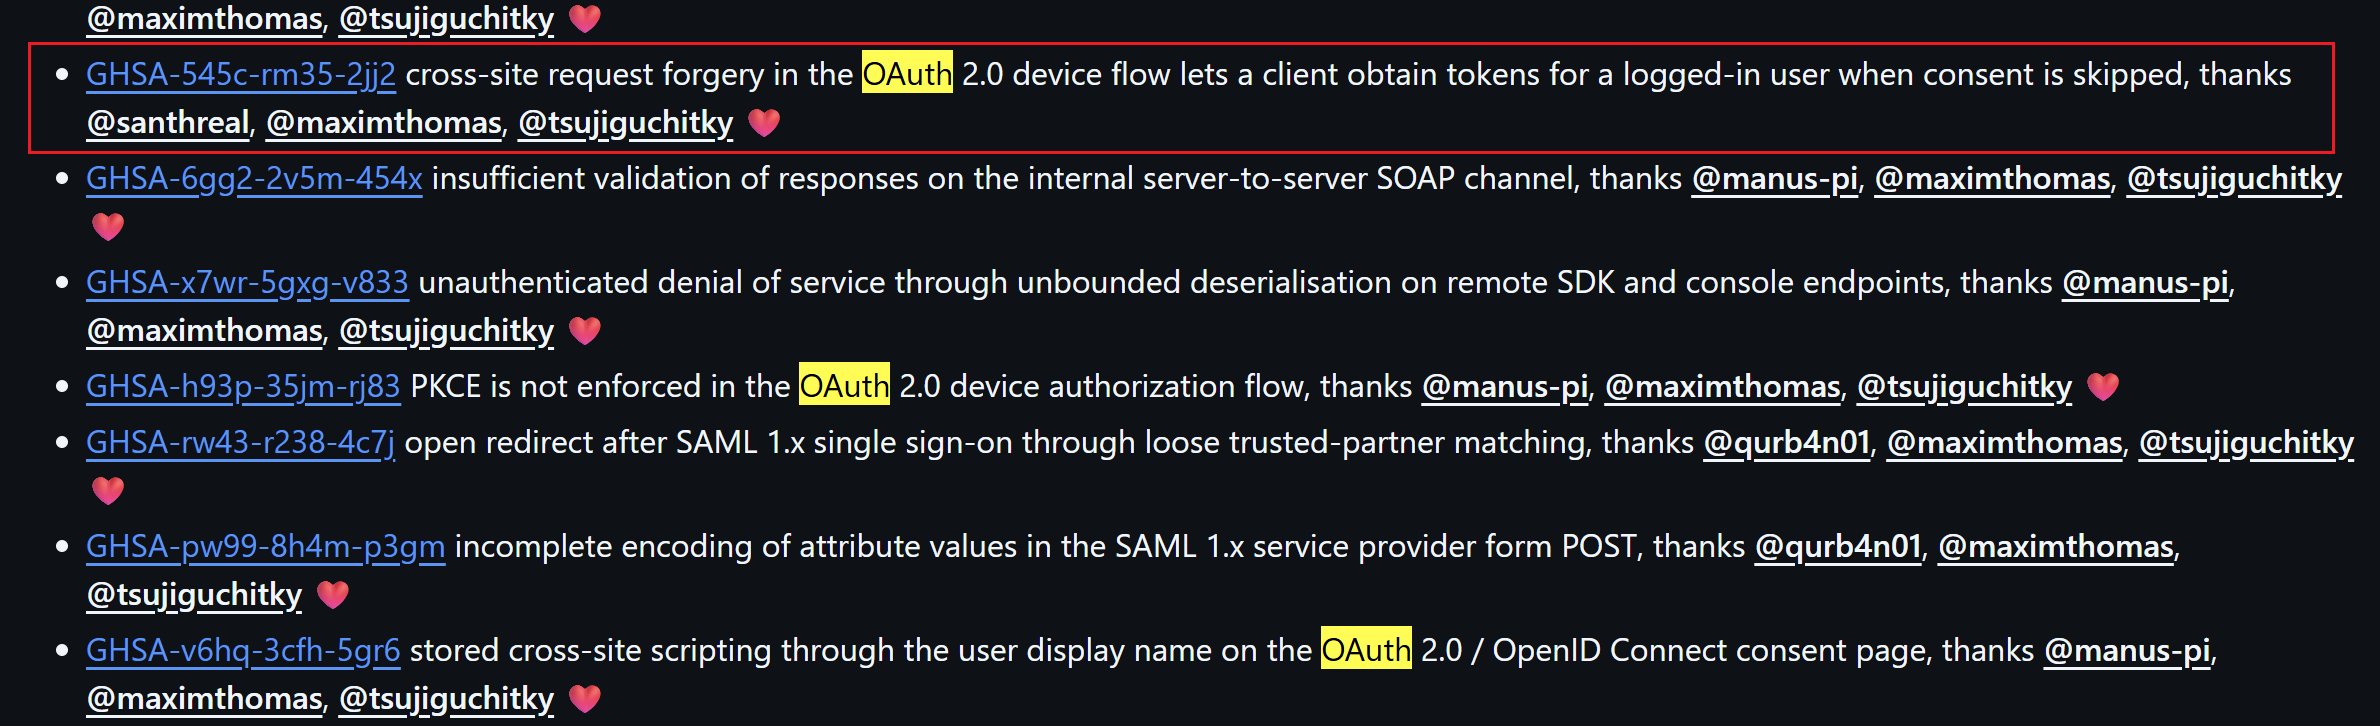 @maximthomas, @tsujiguchitky ❤️
• GHSA-545c-rm35-2jj2 cross-site request forgery in the OAuth 2.0 device flow lets a client obtain tokens for a logged-in user when consent is skipped, thanks
@santhreal, @maximthomas, @tsujiguchitky ❤️
• GHSA-6gg2-2v5m-454x insufficient validation of responses on the internal server-to-server SOAP channel, thanks @manus-pi, @maximthomas, @tsujiguchitky
❤️
• GHSA-x7wr-5gxg-v833 unauthenticated denial of service through unbounded deserialisation on remote SDK and console endpoints, thanks @manus-pi,
@maximthomas, @tsujiguchitky ❤️
• GHSA-h93p-35jm-rj83 PKCE is not enforced in the OAuth 2.0 device authorization flow, thanks @manus-pi, @maximthomas, @tsujiguchitky ❤️
• GHSA-rw43-r238-4c7j open redirect after SAML 1.x single sign-on through loose trusted-partner matching, thanks @qurb4n01, @maximthomas, @tsujiguchitky
❤️
• GHSA-pw99-8h4m-p3gm incomplete encoding of attribute values in the SAML 1.x service provider form POST, thanks @qurb4n01, @maximthomas,
@tsujiguchitky ❤️
• GHSA-v6hq-3cfh-5gr6 stored cross-site scripting through the user display name on the OAuth 2.0 / OpenID Connect consent page, thanks @manus-pi,
@maximthomas, @tsujiguchitky ❤️